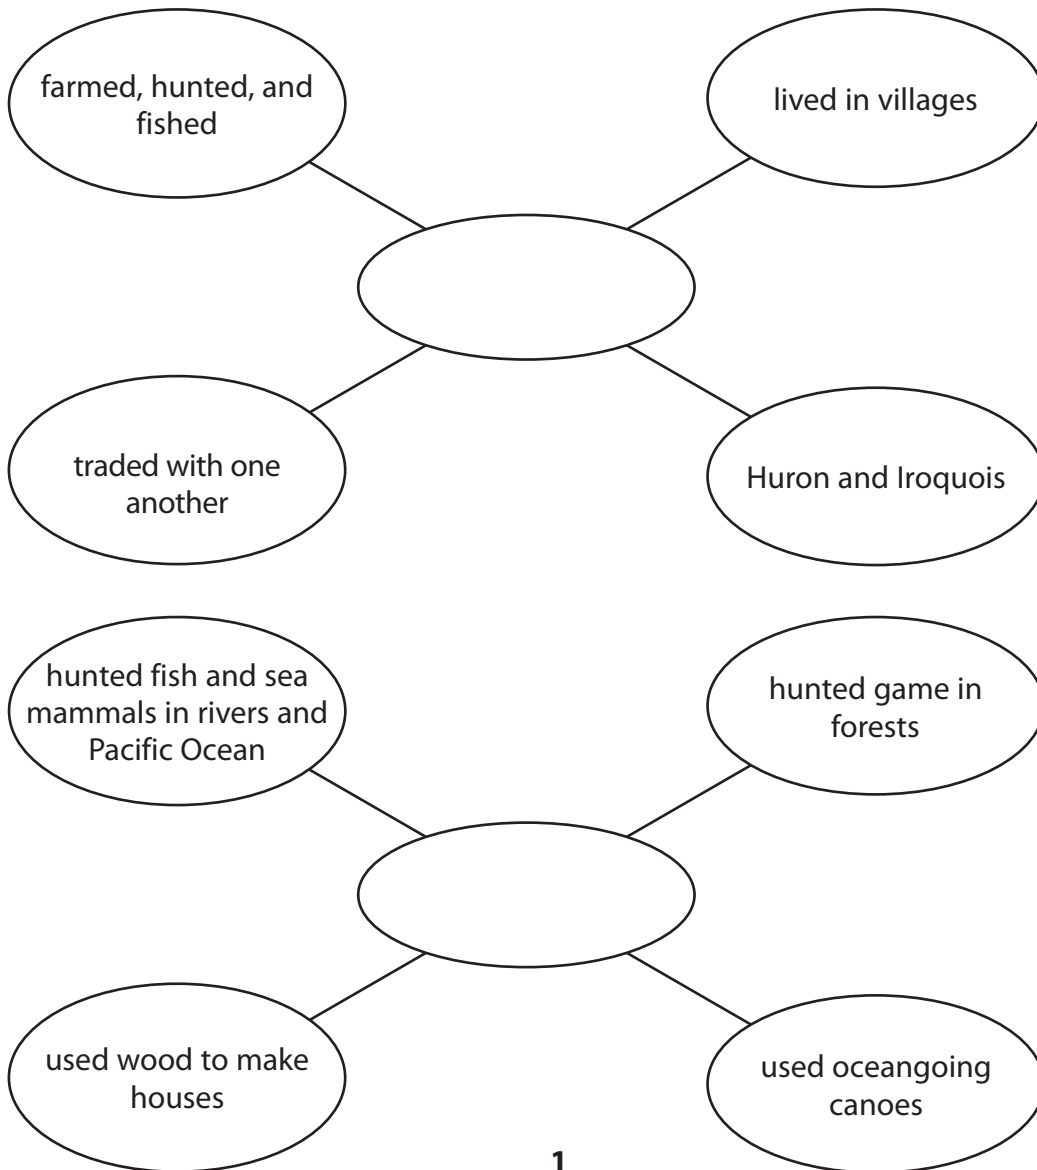 farmed, hunted, and
fished
lived in villages
traded with one
another
Huron and Iroquois
hunted fish and sea
mammals in rivers and
Pacific Ocean
hunted game in
forests
used wood to make
houses
used oceangoing
canoes
1